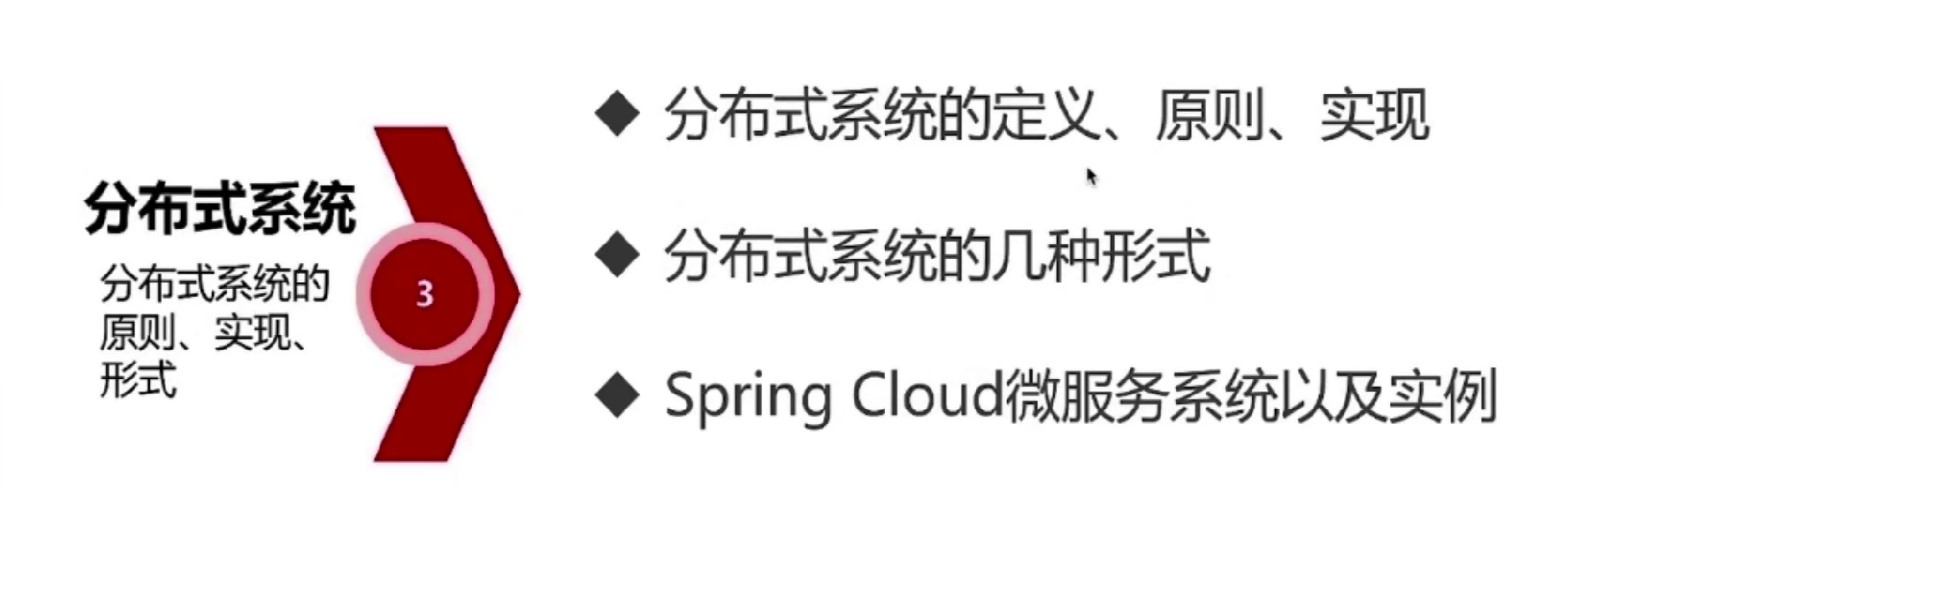 分布式系统
分布式系统的
原则、实现、
形式
3
◆ 分布式系统的定义、原则、实现
◆ 分布式系统的几种形式
◆ Spring Cloud微服务系统以及实例